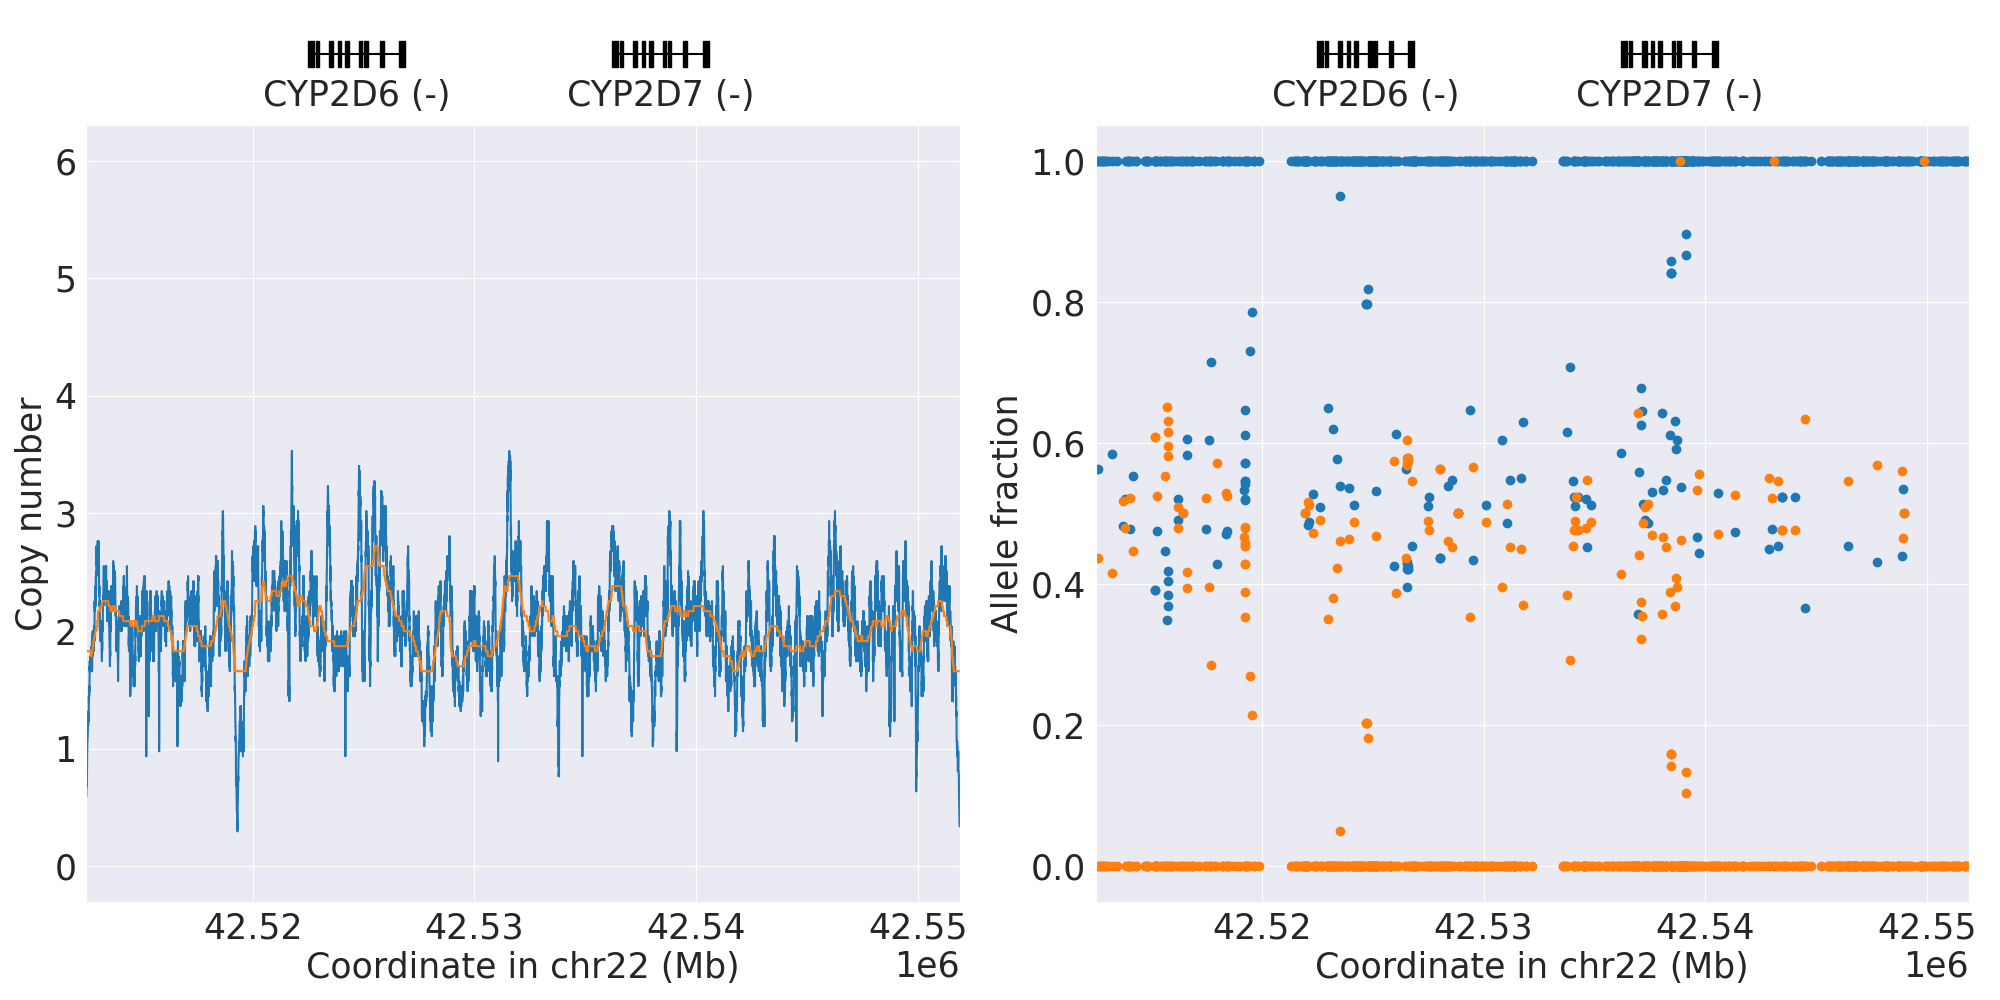 CYP2D6 (-) CYP2D7 (-)
6
5
4
3
2
1
0
Copy number
42.52 42.53 42.54 42.55
Coordinate in chr22 (Mb)
1e6
CYP2D6 (-) CYP2D7 (-)
1.0
0.8
0.6
0.4
0.2
0.0
Allele fraction
42.52 42.53 42.54 42.55
Coordinate in chr22 (Mb)
1e6